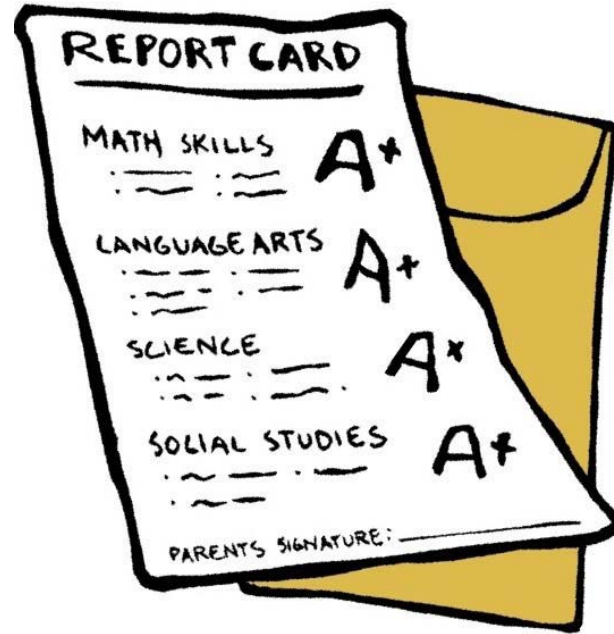 REPORT CARD
MATH SKILLS A+
LANGUAGE ARTS A+
SCIENCE A+
SOCIAL STUDIES A+
PARENTS SIGNATURE: